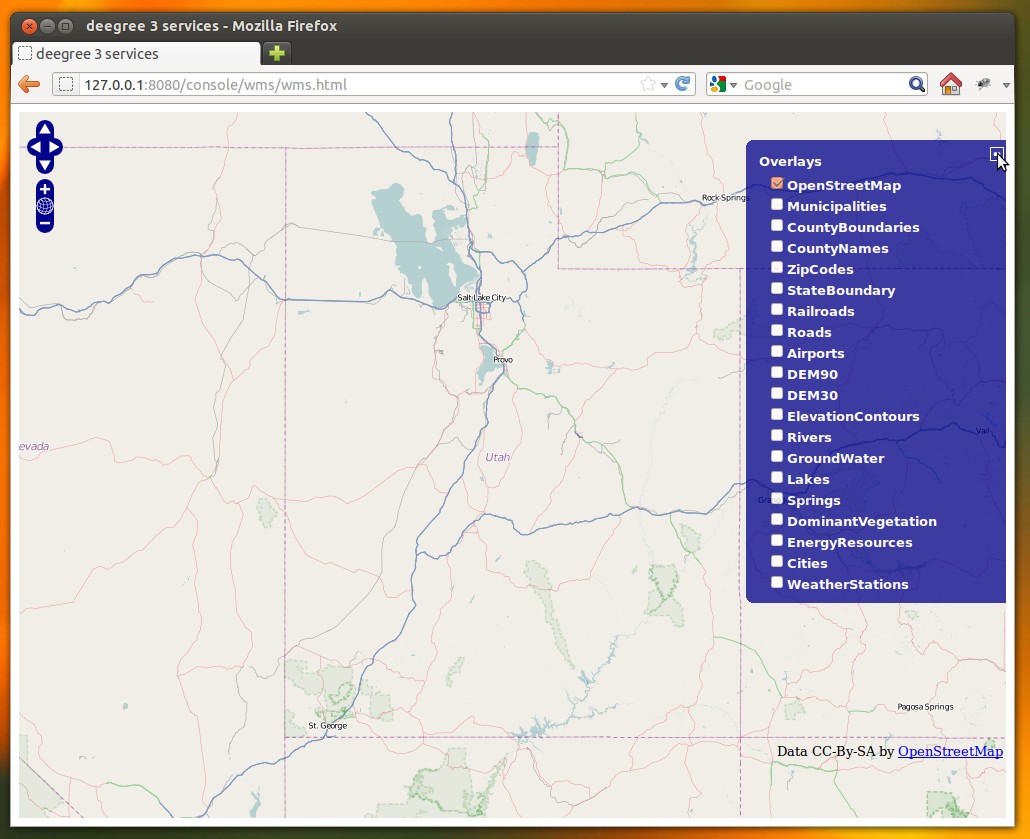 deegree 3 services - Mozilla Firefox
deegree 3 services
127.0.0.1:8080/console/wms/wms.html
Google
Overlays
OpenStreetMap
Municipalities
CountyBoundaries
CountyNames
ZipCodes
StateBoundary
Railroads
Roads
Airports
DEM90
DEM30
ElevationContours
Rivers
GroundWater
Lakes
Springs
DominantVegetation
EnergyResources
Cities
WeatherStations
Rock Springs
Salt Lake City
Provo
evada
Utah
Vail
St. George
Pagosa Springs
Data CC-By-SA by OpenStreetMap